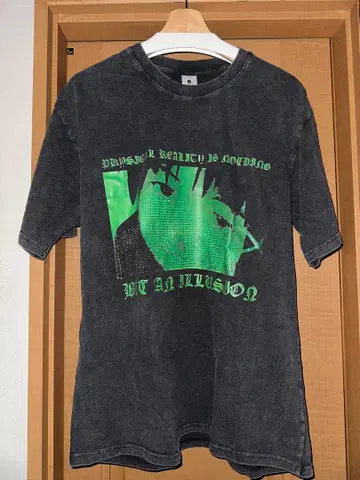 PHYSICAL REALITY IS NOTHING
BUT AN ILLUSION